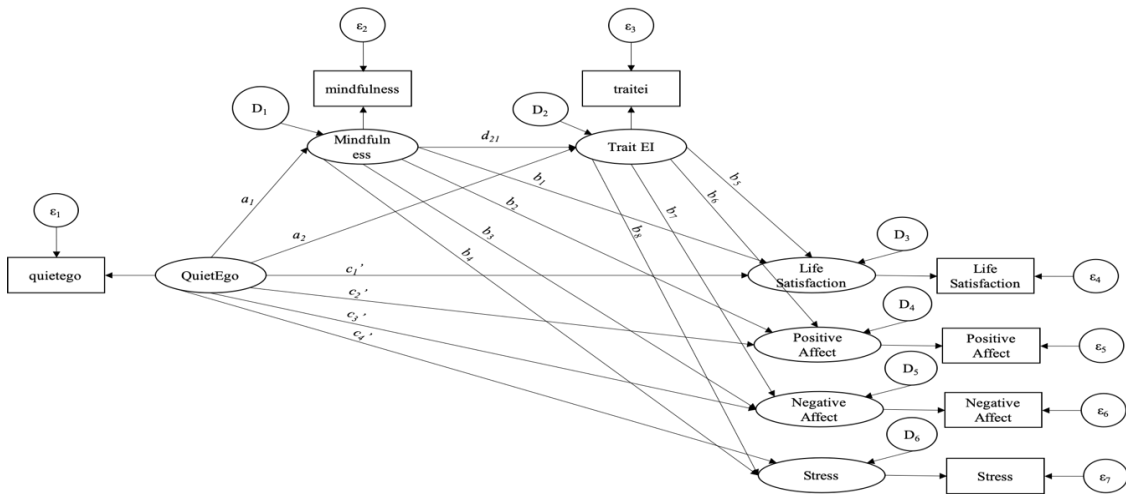 ε2
ε3
mindfulness
traitei
D1
D2
Mindfuln
ess
d21
Trait EI
b1
b5
a1
b2
b6
ε1
b7
a2
b3
b8
D3
b4
quietego
QuietEgo
c1'
Life
Satisfaction
Life
Satisfaction
ε4
c2'
D4
c3'
c4'
Positive
Affect
Positive
Affect
ε5
D5
Negative
Affect
Negative
Affect
ε6
D6
Stress
Stress
ε7